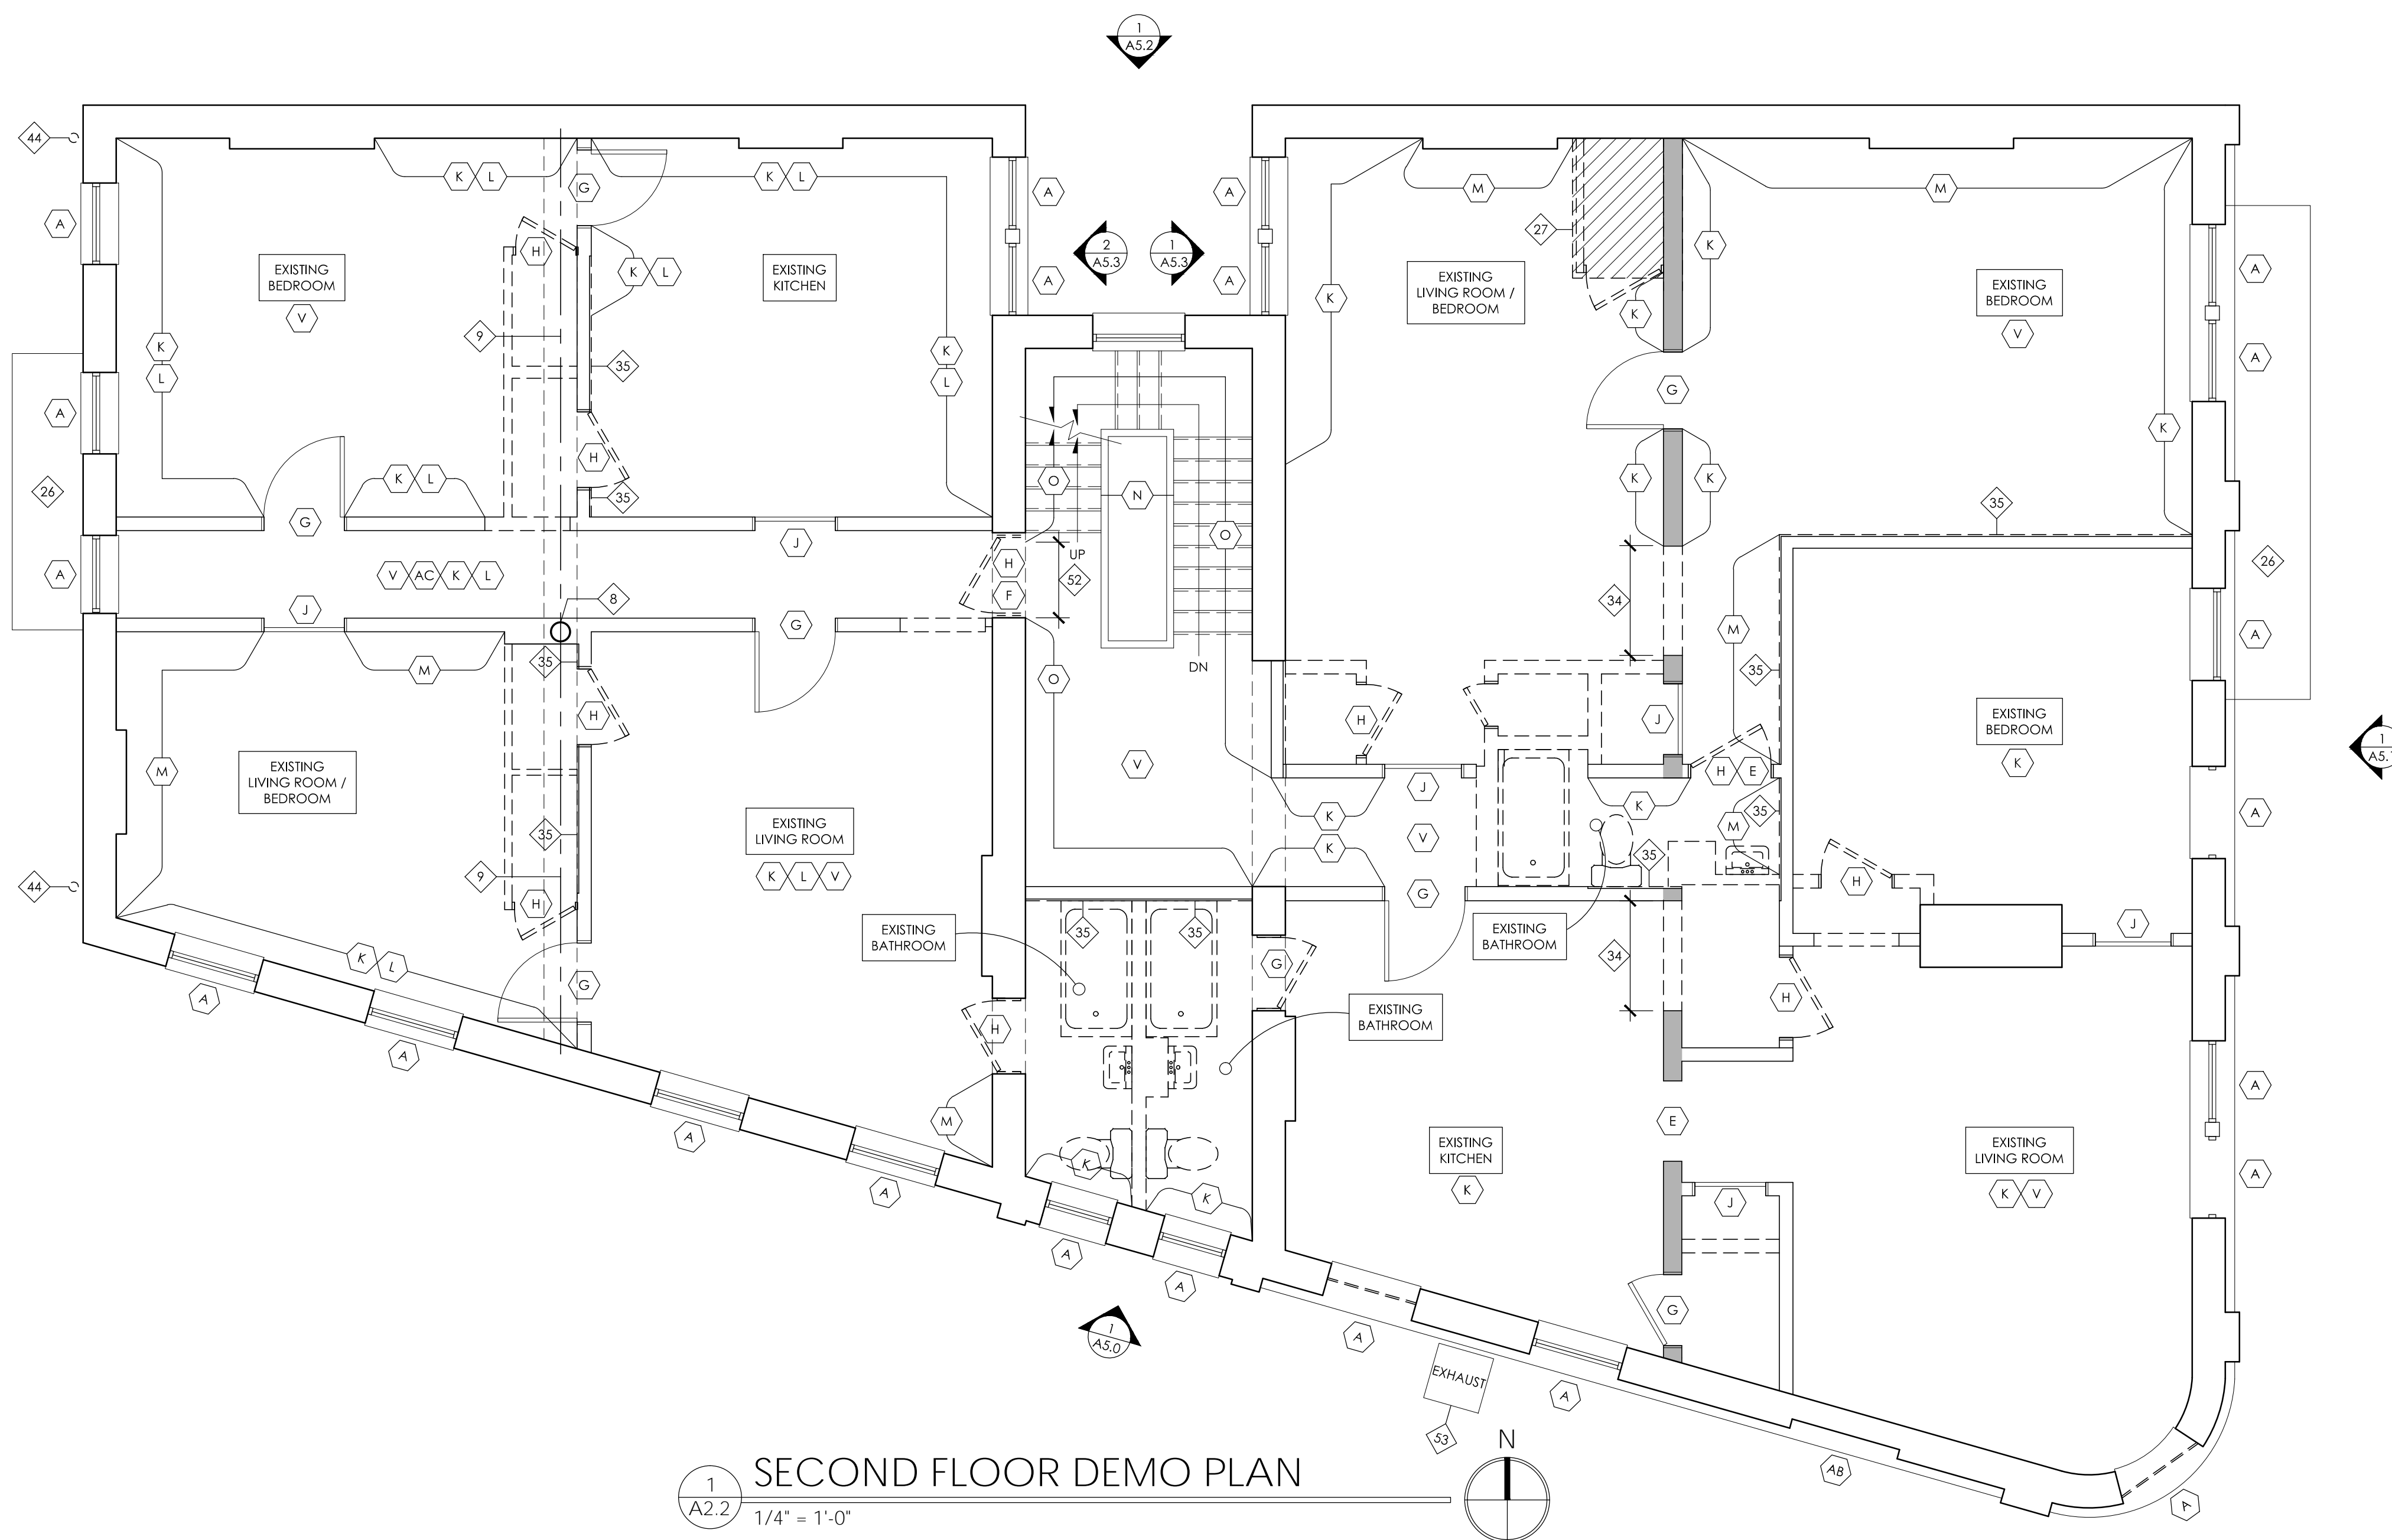 1
A5.2
44
K
L
G
K
L
A
A
M
M
A
H
27
K
2
A5.3
1
A5.3
K
L
EXISTING
BEDROOM
V
EXISTING
KITCHEN
A
A
K
EXISTING
LIVING ROOM /
BEDROOM
K
EXISTING
BEDROOM
V
A
9
K
L
35
K
L
G
A
A
K
H
K
L
35
O
N
K
K
26
G
J
O
35
V
AC
K
L
A
H
F
UP
52
34
26
J
8
G
M
A
35
M
O
DN
35
H
H
J
EXISTING
BEDROOM
K
1
A5.1
M
EXISTING
LIVING ROOM /
BEDROOM
V
H
E
J
K
K
35
M
A
35
EXISTING
LIVING ROOM
K
L
V
V
K
35
44
9
H
G
H
EXISTING
BATHROOM
35
35
EXISTING
BATHROOM
J
K
L
G
34
A
G
H
H
EXISTING
BATHROOM
A
A
M
A
E
K
EXISTING
KITCHEN
K
EXISTING
LIVING ROOM
K
V
A
A
K
J
A
A
G
A
1
A5.0
A
EXHAUST
A
53
N
AB
A
1
A2.2
SECOND FLOOR DEMO PLAN
1/4" = 1'-0"